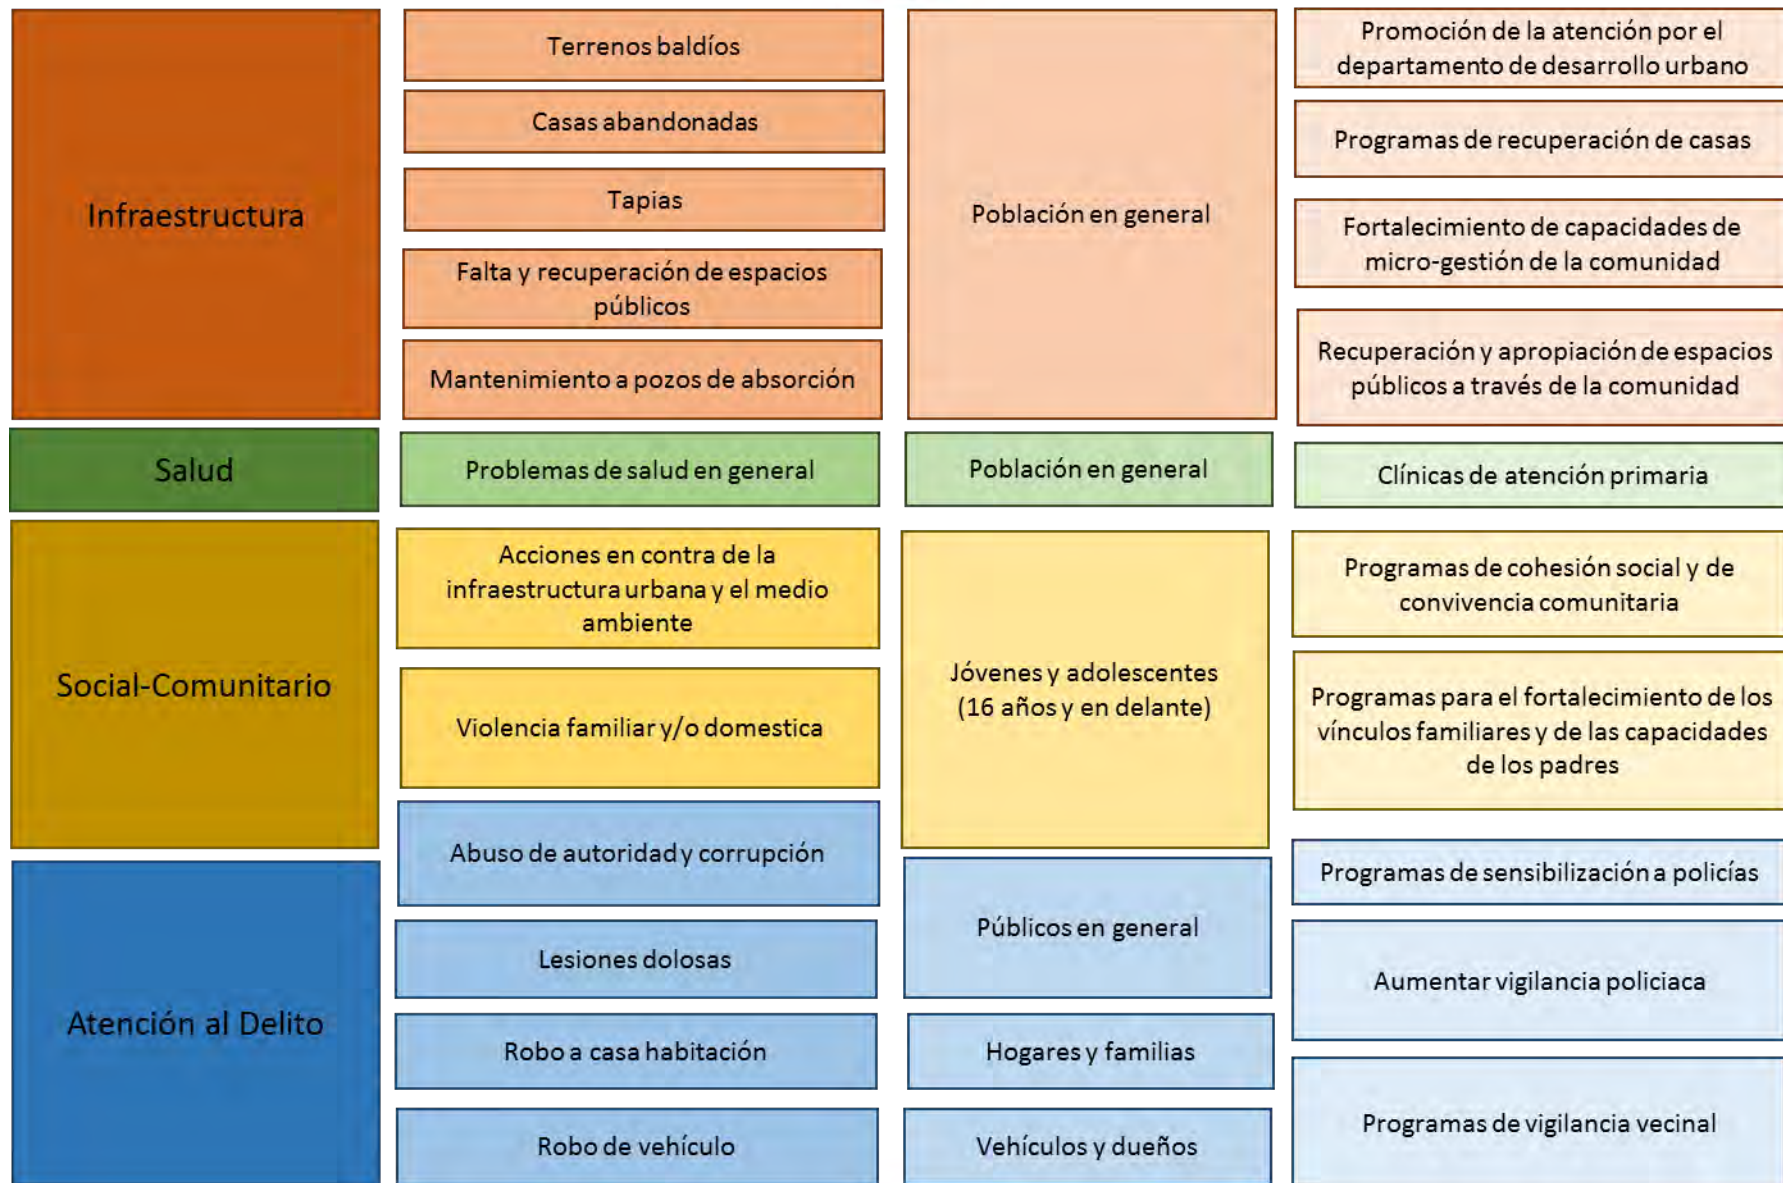 Infraestructura
Terrenos baldíos
Casas abandonadas
Tapias
Falta y recuperación de espacios
públicos
Mantenimiento a pozos de absorción
Población en general
Promoción de la atención por el
departamento de desarrollo urbano
Programas de recuperación de casas
Fortalecimiento de capacidades de
micro-gestión de la comunidad
Recuperación y apropiación de espacios
públicos a través de la comunidad
Salud
Problemas de salud en general
Población en general
Clínicas de atención primaria
Social-Comunitario
Acciones en contra de la
infraestructura urbana y el medio
ambiente
Violencia familiar y/o domestica
Jóvenes y adolescentes
(16 años y en delante)
Programas de cohesión social y de
convivencia comunitaria
Programas para el fortalecimiento de los
vínculos familiares y de las capacidades
de los padres
Atención al Delito
Abuso de autoridad y corrupción
Lesiones dolosas
Robo a casa habitación
Robo de vehículo
Públicos en general
Hogares y familias
Vehículos y dueños
Programas de sensibilización a policías
Aumentar vigilancia policiaca
Programas de vigilancia vecinal